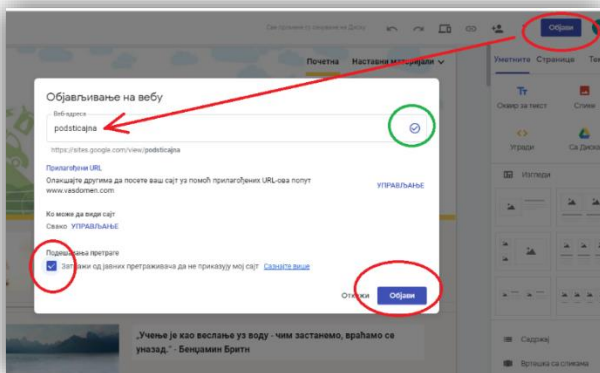 Све промене су сачуване на Диску
Објави
Почетна Наставни материјали
Уметните Страница
Оквир за текст
Слике
Угради
Са Диска
Изгледи
Објављивање на вебу
Веб-адреса
podsticajna
https://sites.google.com/view/podsticajna
Прилагођени URL
Олакшајте другима да посете ваш сајт уз помоћ прилагођених URL-ова попут
www.vasdomen.com
УПРАВЉАЊЕ
Ко може да види сајт
Свако УПРАВЉАЊЕ
Подешавања претраге
Затражи од јавних претраживача да не приказују мој сајт Сазнајте више
Откажи Објави
„Учење је као веслање уз воду - чим застанемо, враћамо се
уназад." - Бенџамин Бритн
Садржај
Вртешка са сликама